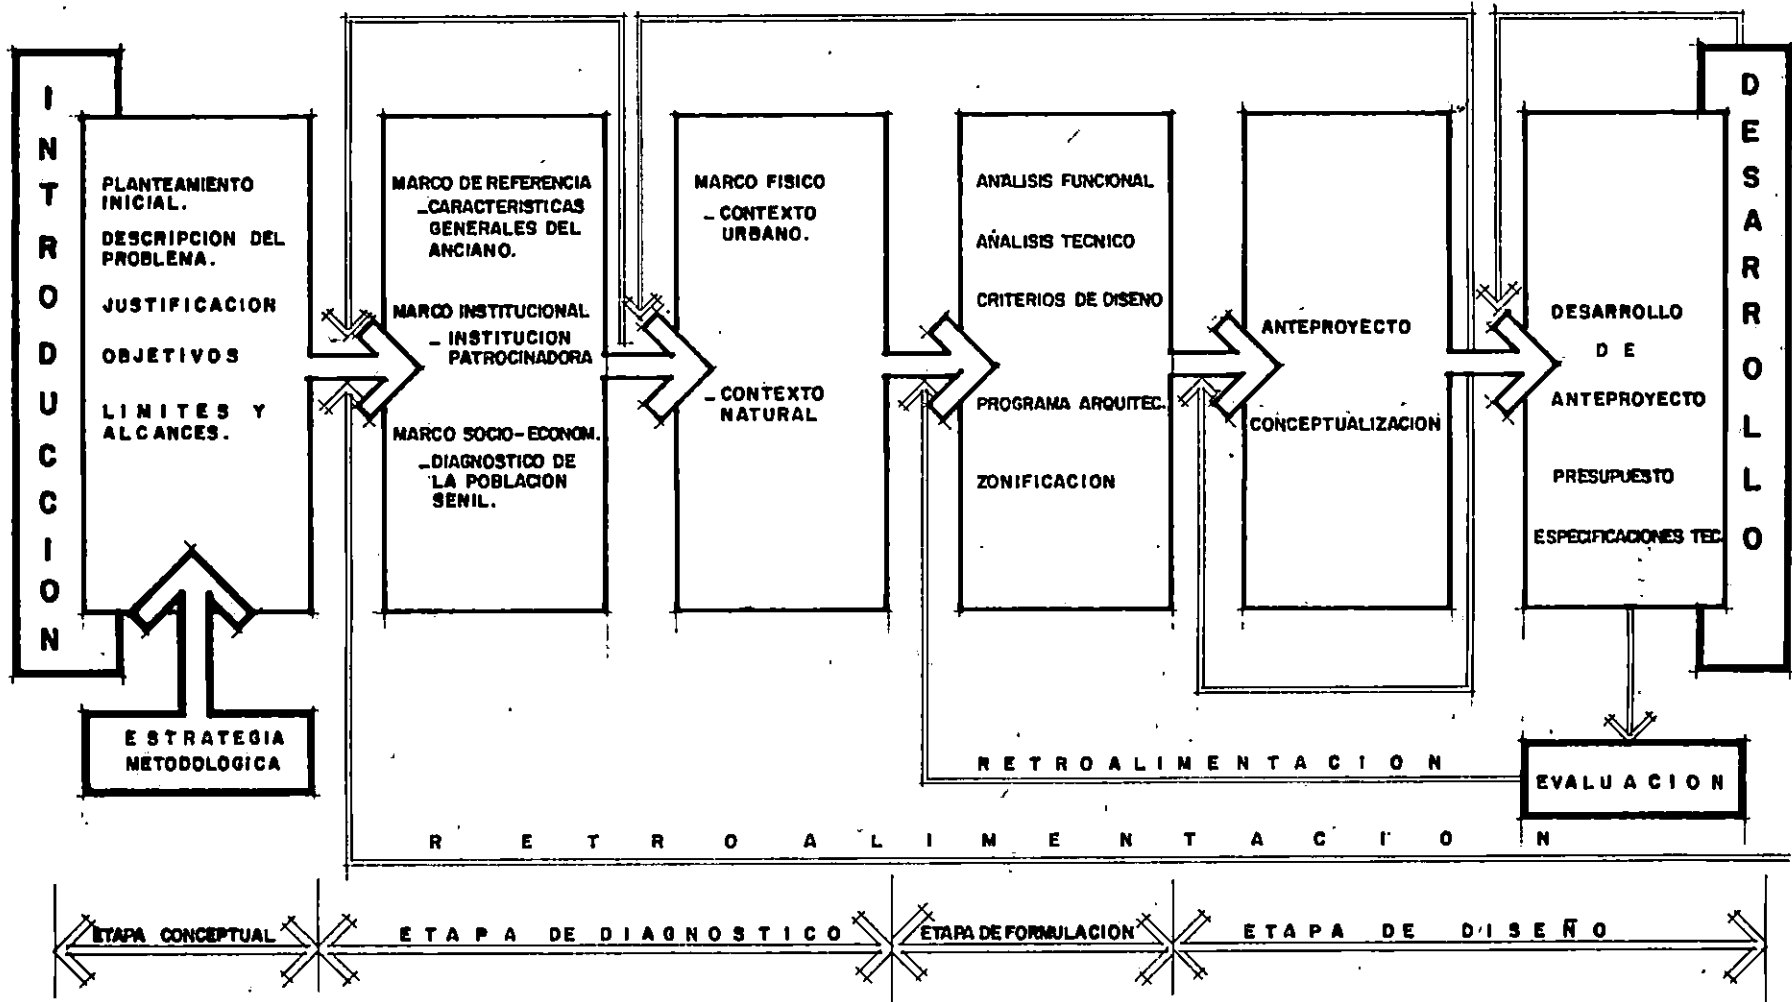 INTRODUCCION
PLANTEAMIENTO
INICIAL.
DESCRIPCION DEL
PROBLEMA.
JUSTIFICACION
OBJETIVOS
LIMITES Y
ALCANCES.
ESTRATEGIA
METODOLOGICA
MARCO DE REFERENCIA
_CARACTERISTICAS
GENERALES DEL
ANCIANO.
MARCO INSTITUCIONAL
_ INSTITUCION
PATROCINADORA
MARCO SOCIO-ECONOM.
_DIAGNOSTICO DE
LA POBLACION
SENIL.
MARCO FISICO
_ CONTEXTO
URBANO.
_ CONTEXTO
NATURAL
ANALISIS FUNCIONAL
ANALISIS TECNICO
CRITERIOS DE DISENO
PROGRAMA ARQUITEC.
ZONIFICACION
ANTEPROYECTO
CONCEPTUALIZACION
DESARROLLO
DE
ANTEPROYECTO
PRESUPUESTO
ESPECIFICACIONES TEC.
DESARROLLO
RETROALIMENTACION
EVALUACION
RETROALIMENTACION
ETAPA CONCEPTUAL
ETAPA DE DIAGNOSTICO
ETAPA DE FORMULACION
ETAPA DE DISEÑO